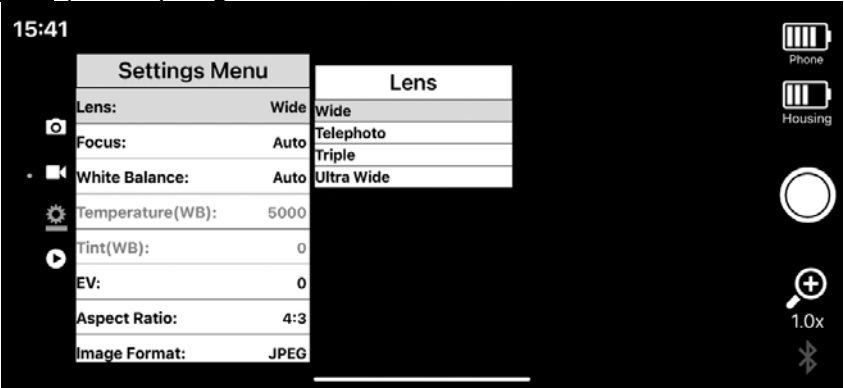 15:41
Settings Menu
Lens: Wide
Focus: Auto
White Balance: Auto
Temperature(WB): 5000
Tint(WB): 0
EV: 0
Aspect Ratio: 4:3
Image Format: JPEG
Lens
Wide
Telephoto
Triple
Ultra Wide
Phone
Housing
1.0x